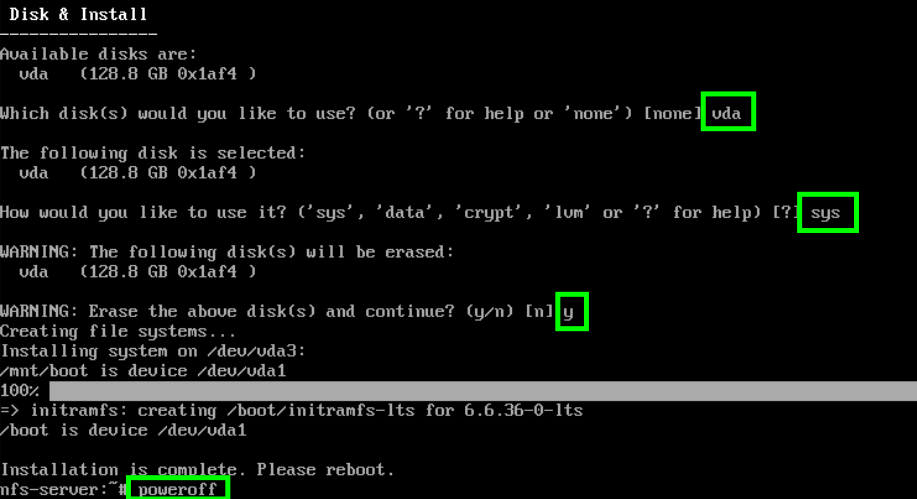 Disk & Install
----------------
Available disks are:
vda (128.8 GB 0x1af4 )
Which disk(s) would you like to use? (or '?' for help or 'none') [none] vda
The following disk is selected:
vda (128.8 GB 0x1af4 )
How would you like to use it? ('sys', 'data', 'crypt', 'lvm' or '?' for help) [?] sys
WARNING: The following disk(s) will be erased:
vda (128.8 GB 0x1af4 )
WARNING: Erase the above disk(s) and continue? (y/n) [n] y
Creating file systems...
Installing system on /dev/vda3:
/mnt/boot is device /dev/vda1
100%
=> initramfs: creating /boot/initramfs-lts for 6.6.36-0-lts
/boot is device /dev/vda1
Installation is complete. Please reboot.
nfs-server:~# poweroff